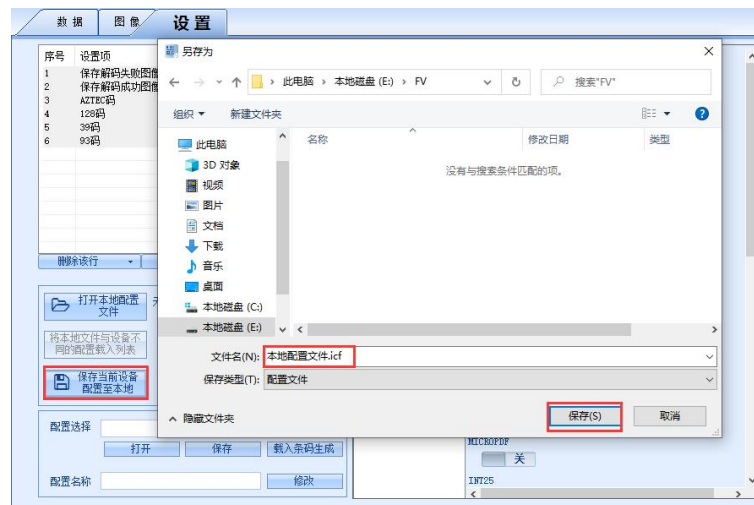 数 据
图 像
设 置
序号 设置项
1 保存解码失败图像
2 保存解码成功图像
3 AZTEC码
4 128码
5 39码
6 93码
删除该行
打开本地配置
文件
将本地文件与设备不
同的配置载入列表
保存当前设备
配置至本地
配置选择
打开
保存
载入条码生成
配置名称
修改
另存为
此电脑 › 本地磁盘 (E:) › FV
搜索"FV"
组织
新建文件夹
此电脑
3D 对象
视频
图片
文档
下载
音乐
桌面
本地磁盘 (C:)
本地磁盘 (E:)
名称
修改日期
类型
没有与搜索条件匹配的项。
文件名(N): 本地配置文件.icf
保存类型(T): 配置文件
隐藏文件夹
保存(S)
取消
MICROPDF
关
INT25